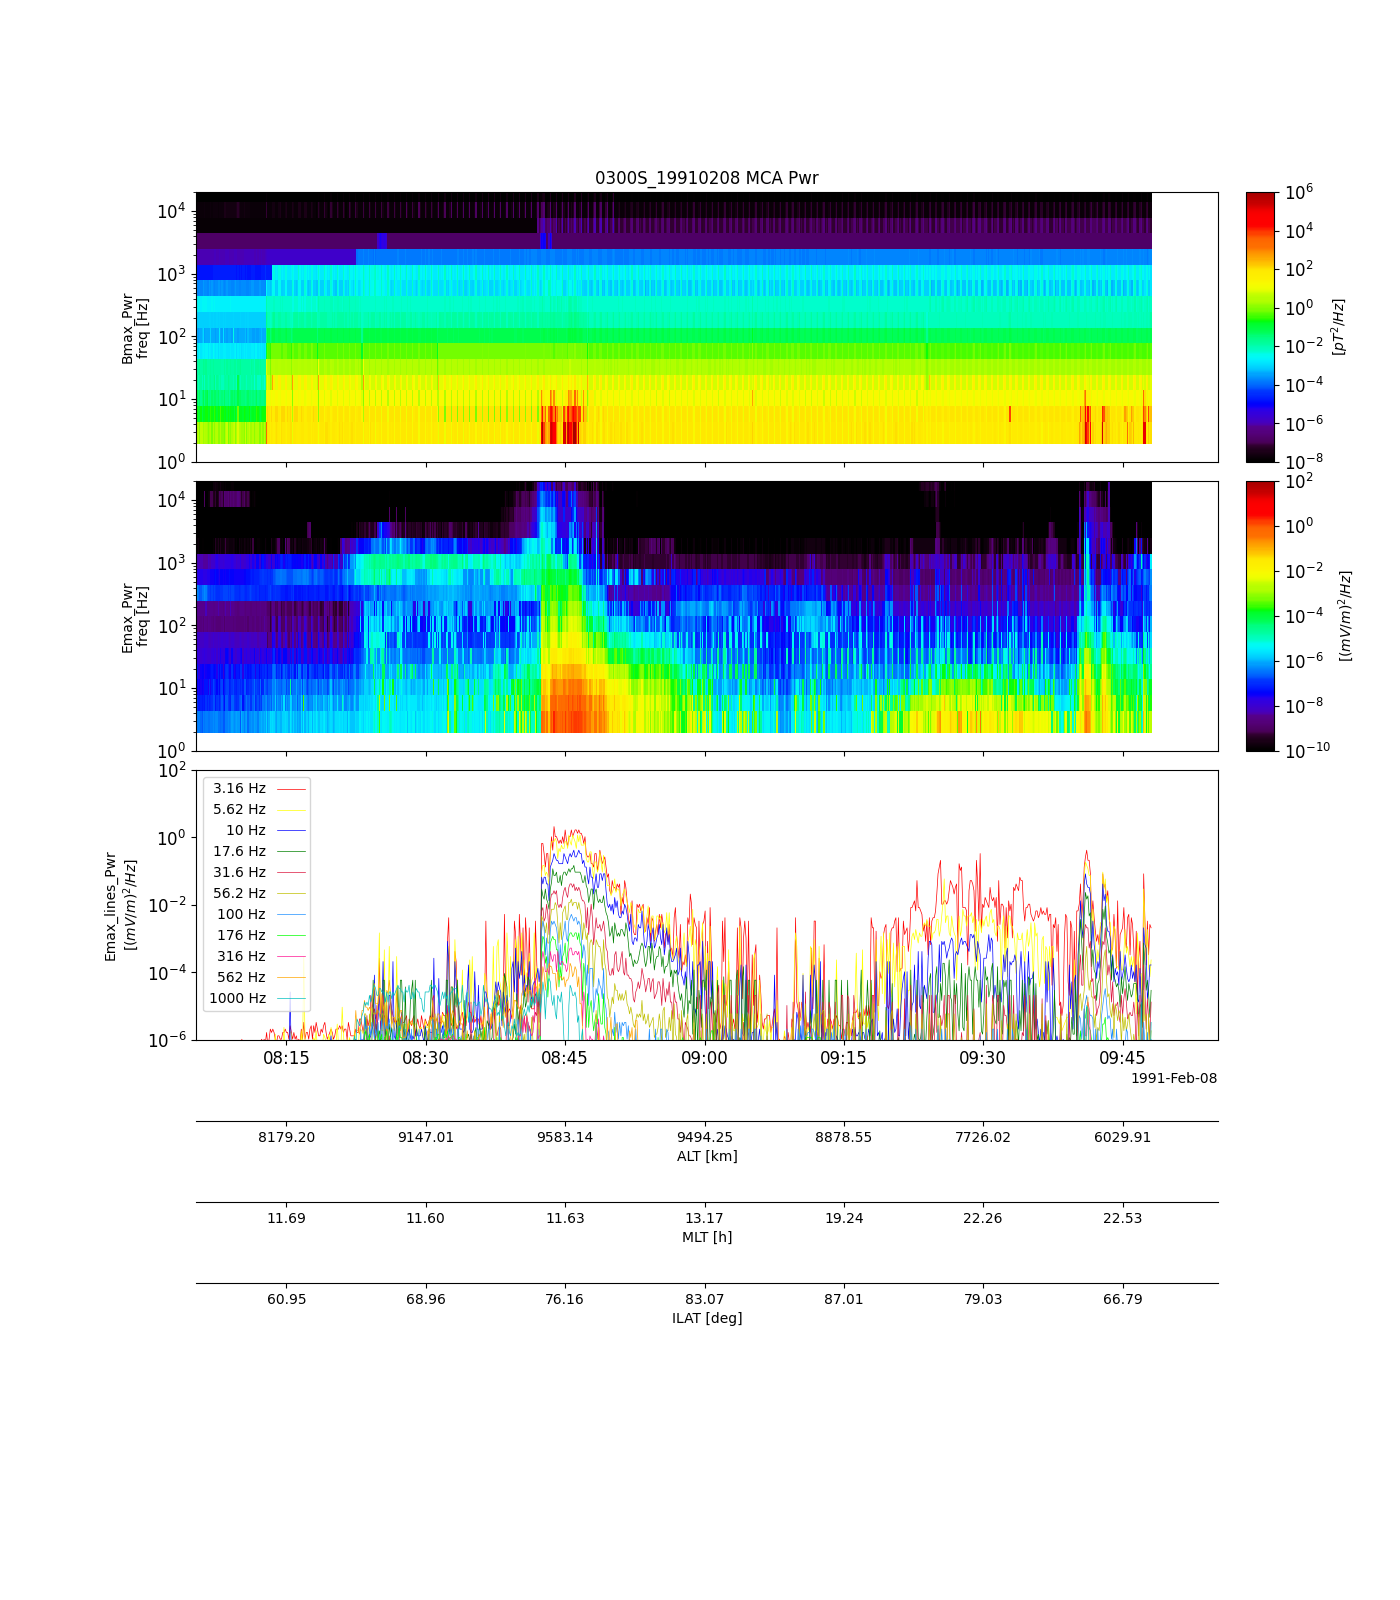 0300S_19910208 MCA Pwr
10^4
10^3
10^2
10^1
10^0
Bmax_Pwr
freq [Hz]
10^6
10^4
10^2
10^0
10^-2
10^-4
10^-6
10^-8
[pT^2/Hz]
10^4
10^3
10^2
10^1
10^0
Emax_Pwr
freq [Hz]
10^2
10^0
10^-2
10^-4
10^-6
10^-8
10^-10
[(mV/m)^2/Hz]
10^2
10^0
10^-2
10^-4
10^-6
Emax_lines_Pwr
[(mV/m)^2/Hz]
3.16 Hz
5.62 Hz
10 Hz
17.6 Hz
31.6 Hz
56.2 Hz
100 Hz
176 Hz
316 Hz
562 Hz
1000 Hz
08:15 08:30 08:45 09:00 09:15 09:30 09:45
1991-Feb-08
8179.20 9147.01 9583.14 9494.25 8878.55 7726.02 6029.91
ALT [km]
11.69 11.60 11.63 13.17 19.24 22.26 22.53
MLT [h]
60.95 68.96 76.16 83.07 87.01 79.03 66.79
ILAT [deg]